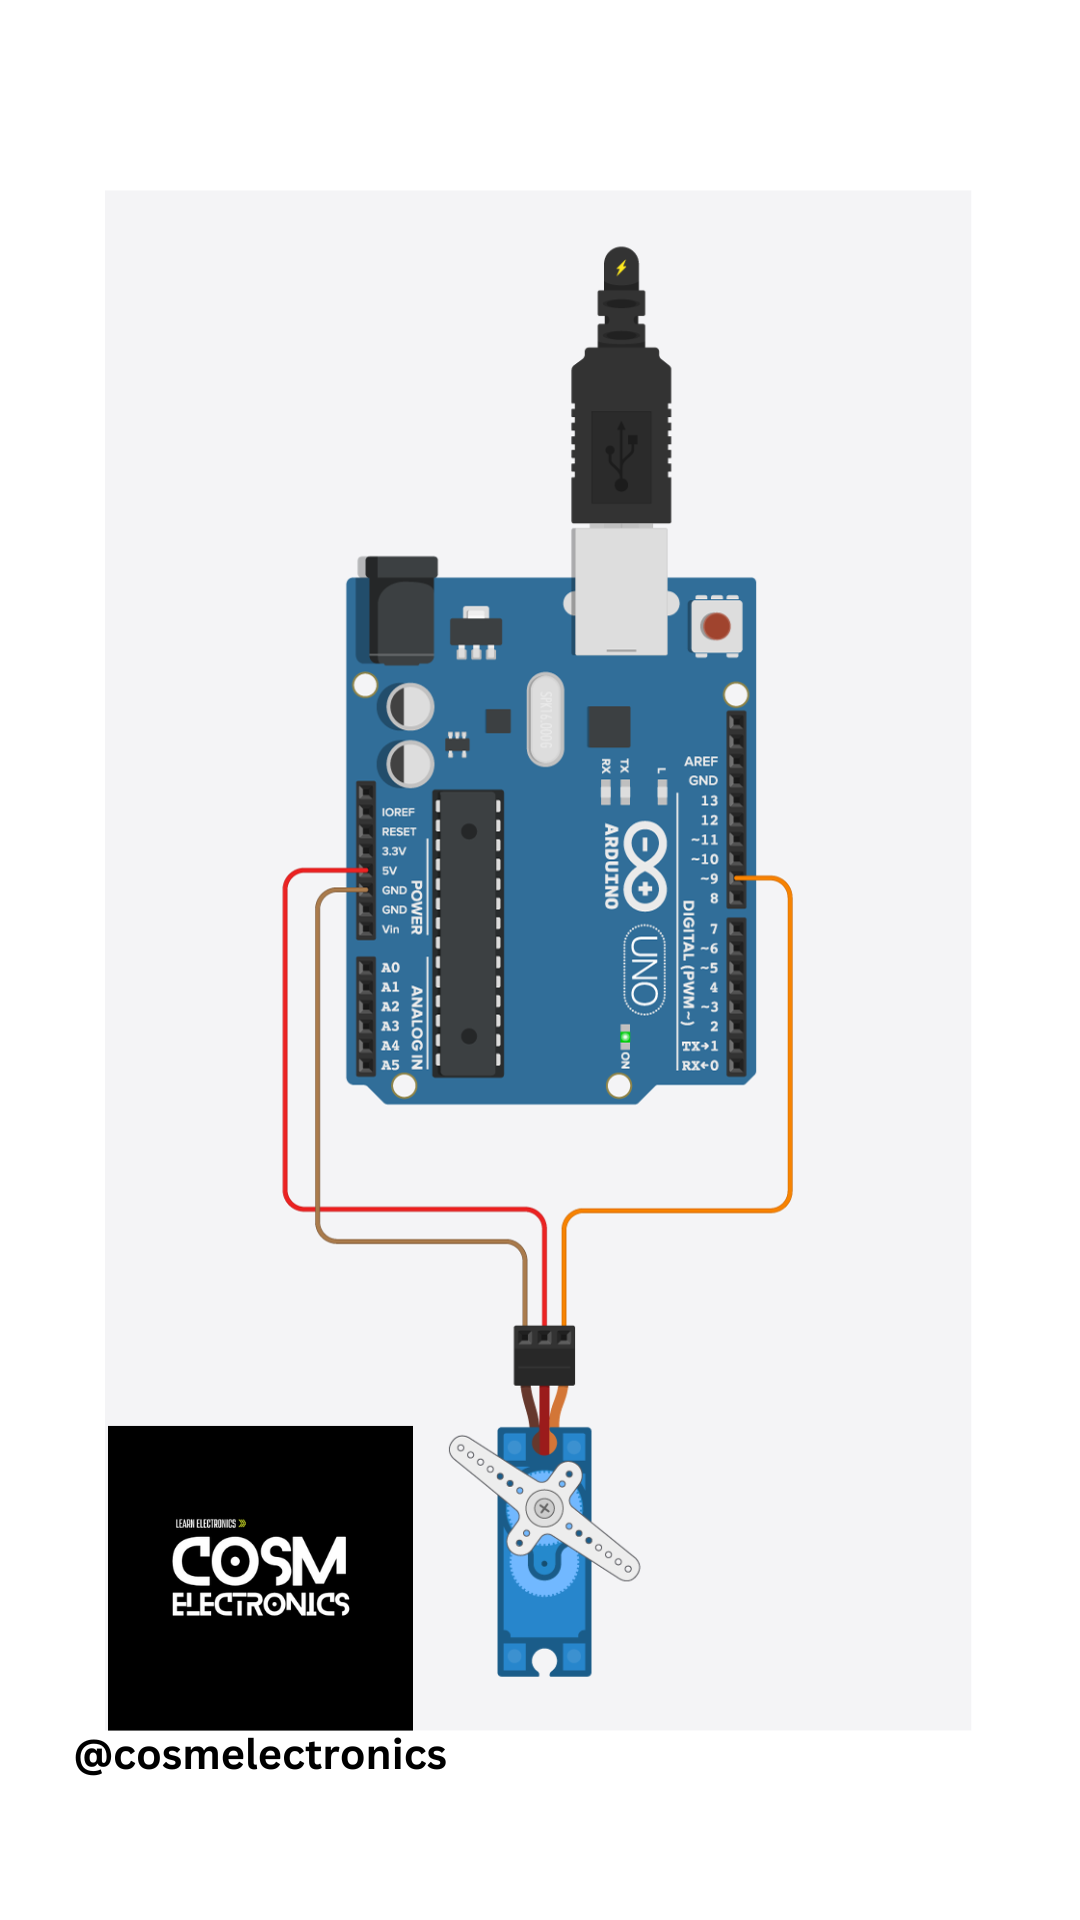 SPK16.000G
RX
TX
L
AREF
GND
13
12
~11
~10
~9
8
IOREF
RESET
3.3V
5V
GND
GND
Vin
POWER
ARDUINO
UNO
DIGITAL (PWM~)
7
~6
~5
4
~3
2
TX→1
RX←0
A0
A1
A2
A3
A4
A5
ANALOG IN
ON
LEARN ELECTRONICS »
COSM
ELECTRONICS
@cosmelectronics